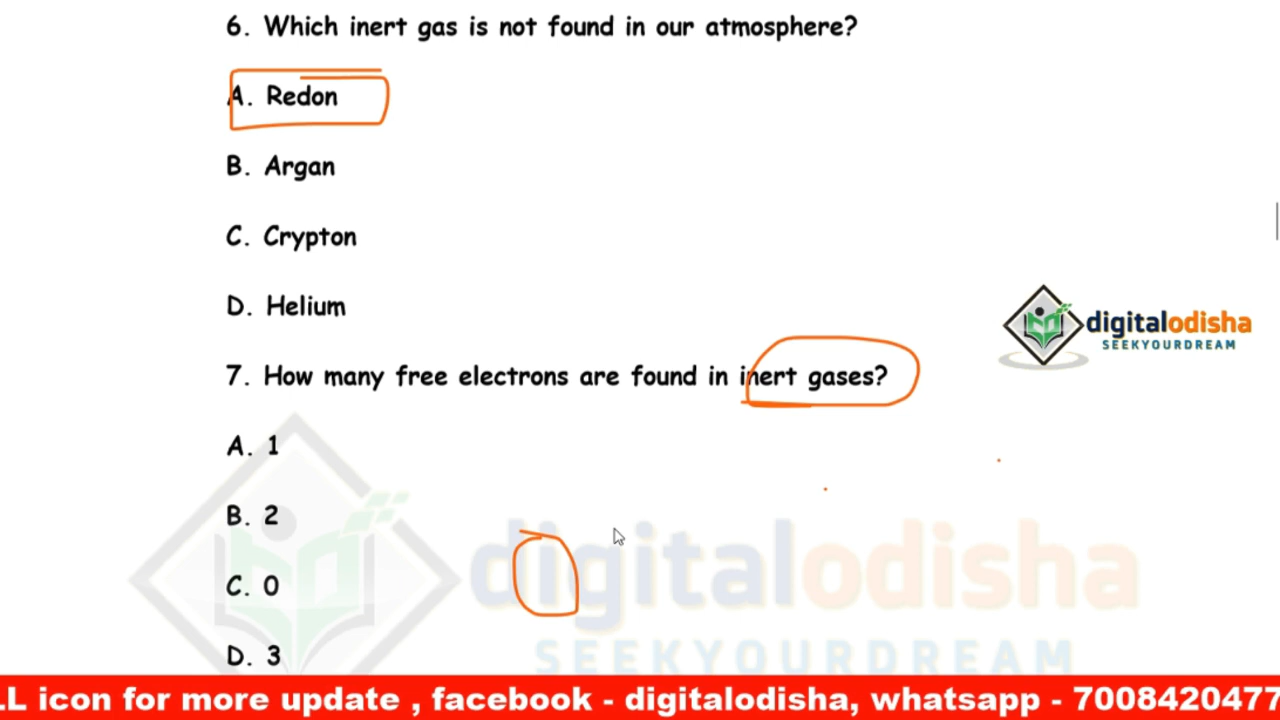 6. Which inert gas is not found in our atmosphere?
A. Redon
B. Argan
C. Crypton
D. Helium
digitalodisha
SEEKYOURDREAM
7. How many free electrons are found in inert gases?
A. 1
B. 2
C. 0
D. 3
digitalodisha
SEEKYOURDREAM
LL icon for more update , facebook - digitalodisha, whatsapp - 7008420477